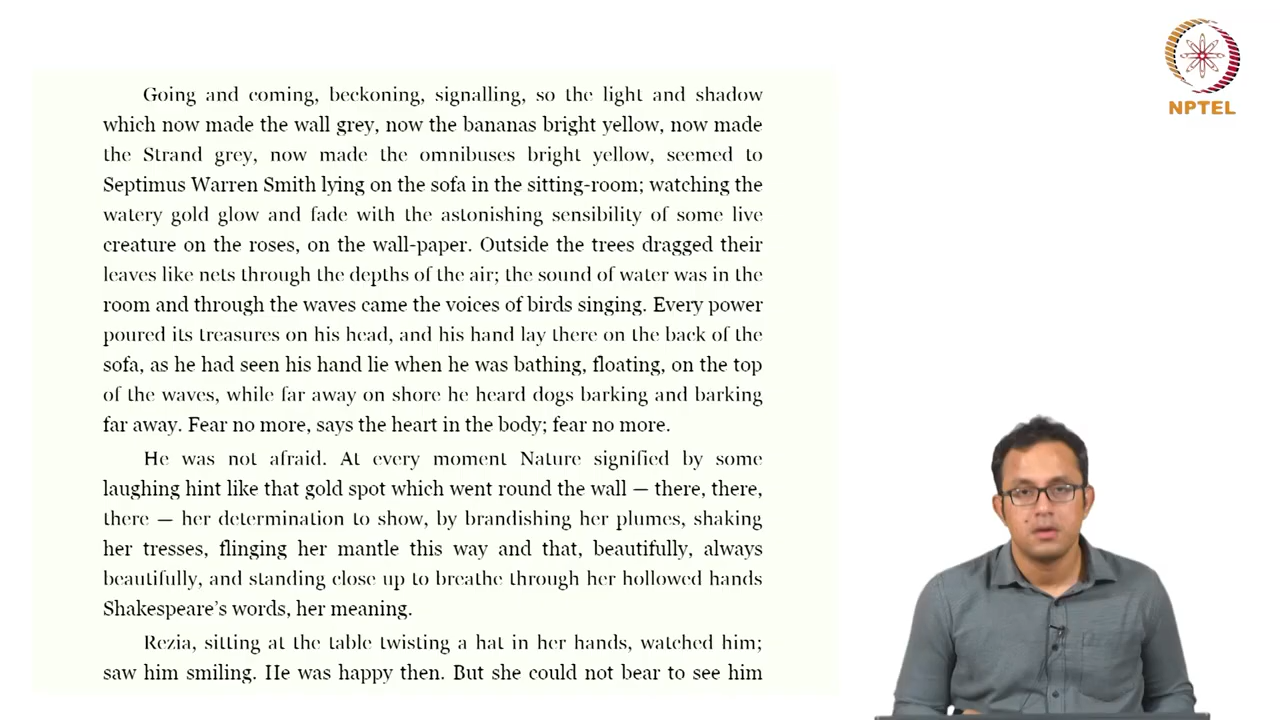 Going and coming, beckoning, signalling, so the light and shadow
which now made the wall grey, now the bananas bright yellow, now made
the Strand grey, now made the omnibuses bright yellow, seemed to
Septimus Warren Smith lying on the sofa in the sitting-room; watching the
watery gold glow and fade with the astonishing sensibility of some live
creature on the roses, on the wall-paper. Outside the trees dragged their
leaves like nets through the depths of the air; the sound of water was in the
room and through the waves came the voices of birds singing. Every power
poured its treasures on his head, and his hand lay there on the back of the
sofa, as he had seen his hand lie when he was bathing, floating, on the top
of the waves, while far away on shore he heard dogs barking and barking
far away. Fear no more, says the heart in the body; fear no more.
He was not afraid. At every moment Nature signified by some
laughing hint like that gold spot which went round the wall — there, there,
there — her determination to show, by brandishing her plumes, shaking
her tresses, flinging her mantle this way and that, beautifully, always
beautifully, and standing close up to breathe through her hollowed hands
Shakespeare's words, her meaning.
Rezia, sitting at the table twisting a hat in her hands, watched him;
saw him smiling. He was happy then. But she could not bear to see him
NPTEL